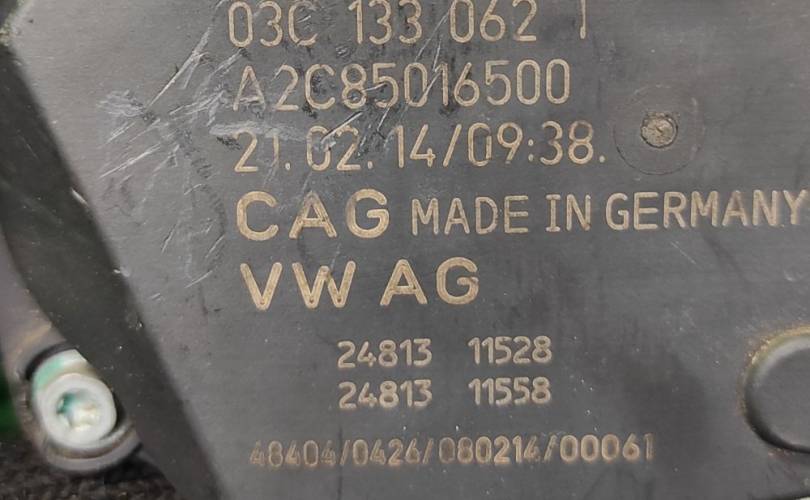 03C 133 062
A2C85016500
21.02.14/09:38.
CAG MADE IN GERMANY
VW AG
24813 11528
24813 11558
48404/0426/080214/00061